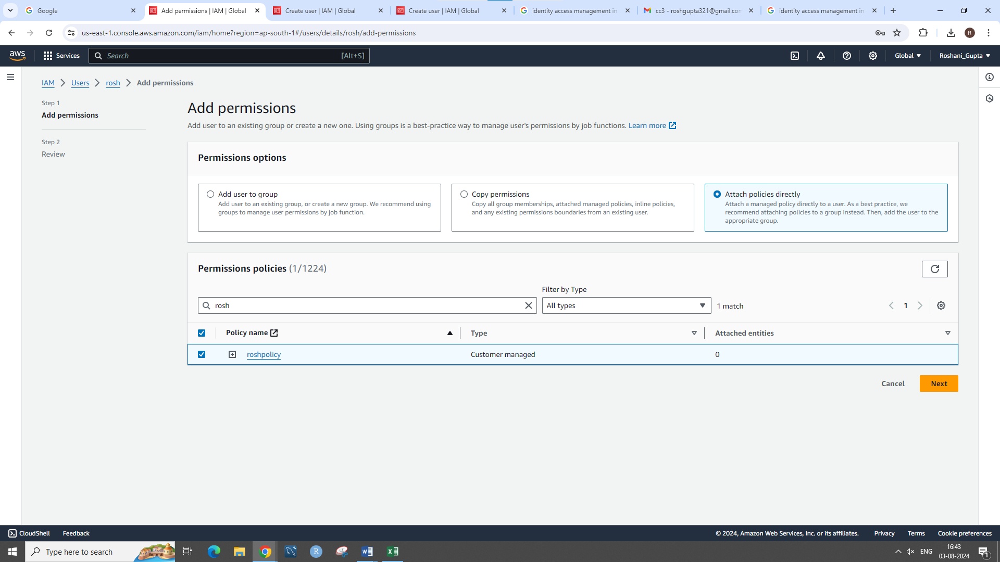 Google
Add permissions | IAM | Global
Create user | IAM | Global
Create user | IAM | Global
identity access management in
cc3 - roshgupta321@gmail.com
identity access management in
us-east-1.console.aws.amazon.com/iam/home?region=ap-south-1#/users/details/rosh/add-permissions
R
aws
Services
Search
[Alt+S]
Global
Roshani_Gupta
IAM
Users
rosh
Add permissions
Step 1
Add permissions
Step 2
Review
Add permissions
Add user to an existing group or create a new one. Using groups is a best-practice way to manage user's permissions by job functions. Learn more
Permissions options
Add user to group
Add user to an existing group, or create a new group. We recommend using
groups to manage user permissions by job function.
Copy permissions
Copy all group memberships, attached managed policies, inline policies,
and any existing permissions boundaries from an existing user.
Attach policies directly
Attach a managed policy directly to a user. As a best practice, we
recommend attaching policies to a group instead. Then, add the user to the
appropriate group.
Permissions policies (1/1224)
Filter by Type
rosh
All types
1 match
1
Policy name
Type
Attached entities
roshpolicy
Customer managed
0
Cancel
Next
CloudShell
Feedback
© 2024, Amazon Web Services, Inc. or its affiliates.
Privacy
Terms
Cookie preferences
Type here to search
R
ENG
16:43
03-08-2024
1